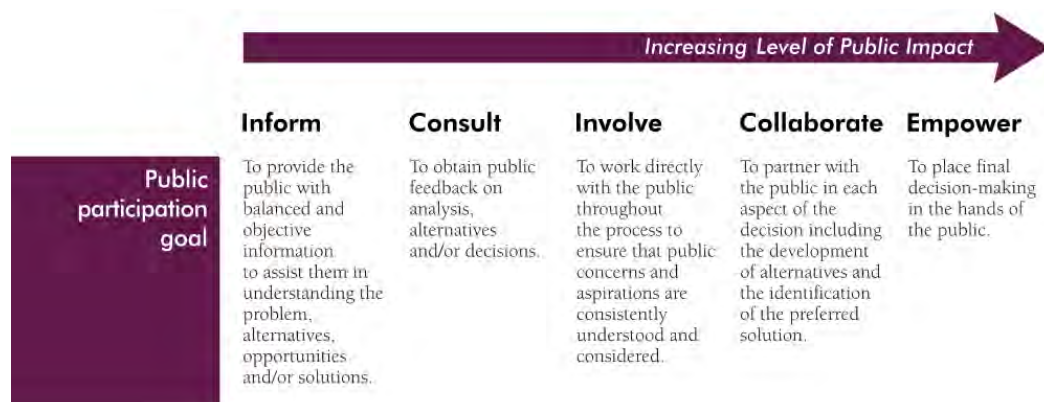 Increasing Level of Public Impact
Inform
Consult
Involve
Collaborate
Empower
Public
participation
goal
To provide the
public with
balanced and
objective
information
to assist them in
understanding the
problem,
alternatives,
opportunities
and/or solutions.
To obtain public
feedback on
analysis,
alternatives
and/or decisions.
To work directly
with the public
throughout
the process to
ensure that public
concerns and
aspirations are
consistently
understood and
considered.
To partner with
the public in each
aspect of the
decision including
the development
of alternatives and
the identification
of the preferred
solution.
To place final
decision-making
in the hands of
the public.